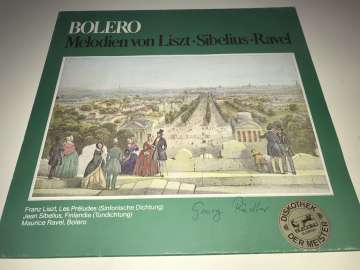 BOLERO
Melodien von Liszt · Sibelius · Ravel
Franz Liszt, Les Préludes (Sinfonische Dichtung)
Jean Sibelius, Finlandia (Tondichtung)
Maurice Ravel, Bolero
Georg
DISKOTHEK
DER MEISTER